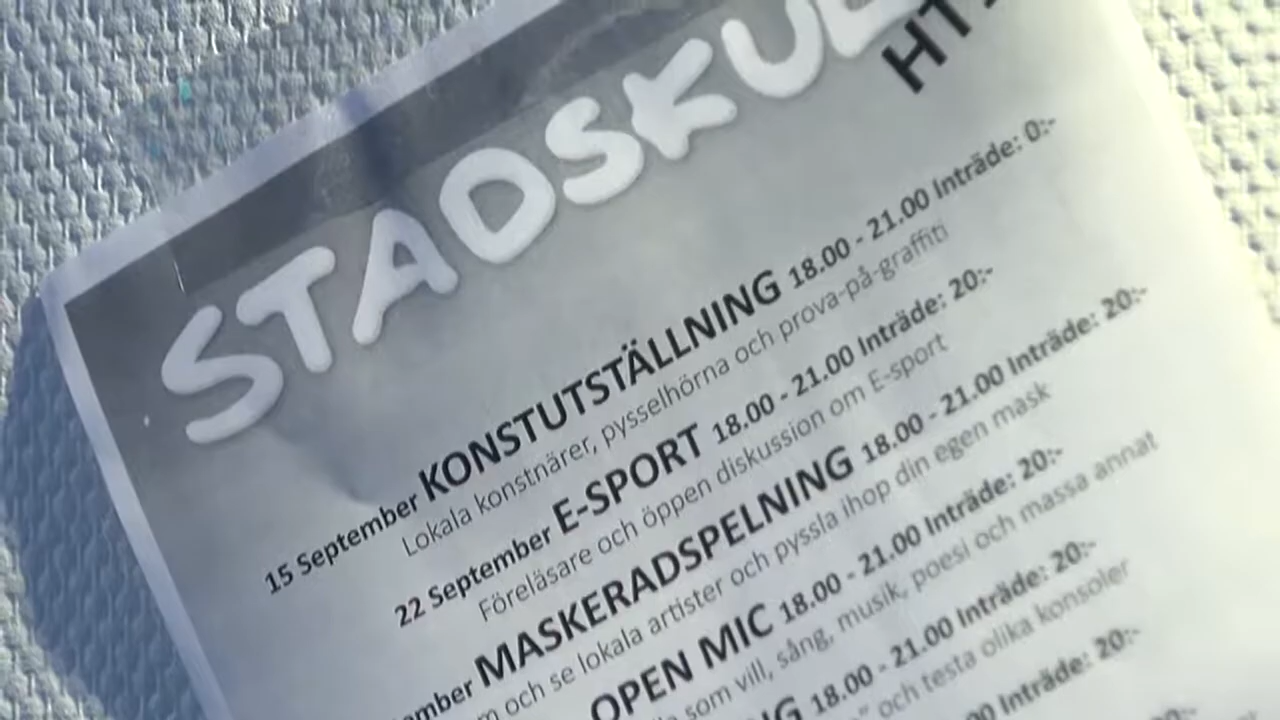 STADSKUL
HT
15 September KONSTUTSTÄLLNING 18.00 - 21.00 Inträde: 0:-
Lokala konstnärer, pysselhörna och prova-på-graffiti
22 September E-SPORT 18.00 - 21.00 Inträde: 20:-
Föreläsare och öppen diskussion om E-sport
MASKERADSPELNING 18.00 - 21.00 Inträde: 20:-
och se lokala artister och pyssla ihop din egen mask
OPEN MIC 18.00 - 21.00 Inträde: 20:-
som vill, sång, musik, poesi och massa annat
18.00 - 21.00 Inträde: 20:-
och testa olika konsoler
Inträde: 20:-